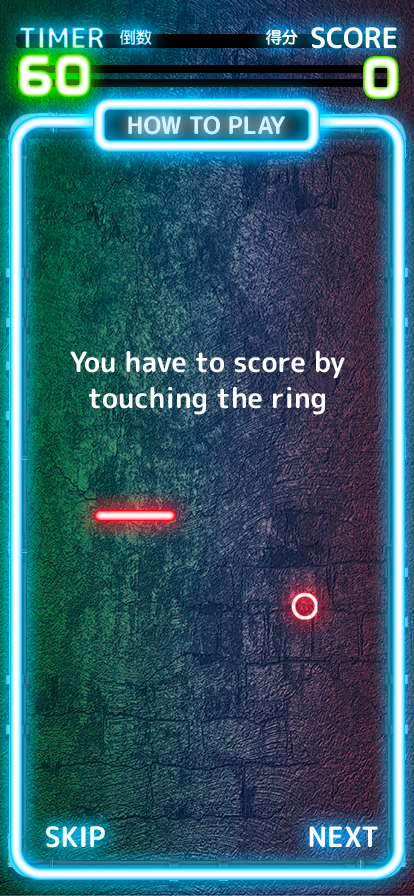 TIMER 倒数 得分 SCORE
60 0
HOW TO PLAY
You have to score by
touching the ring
SKIP NEXT